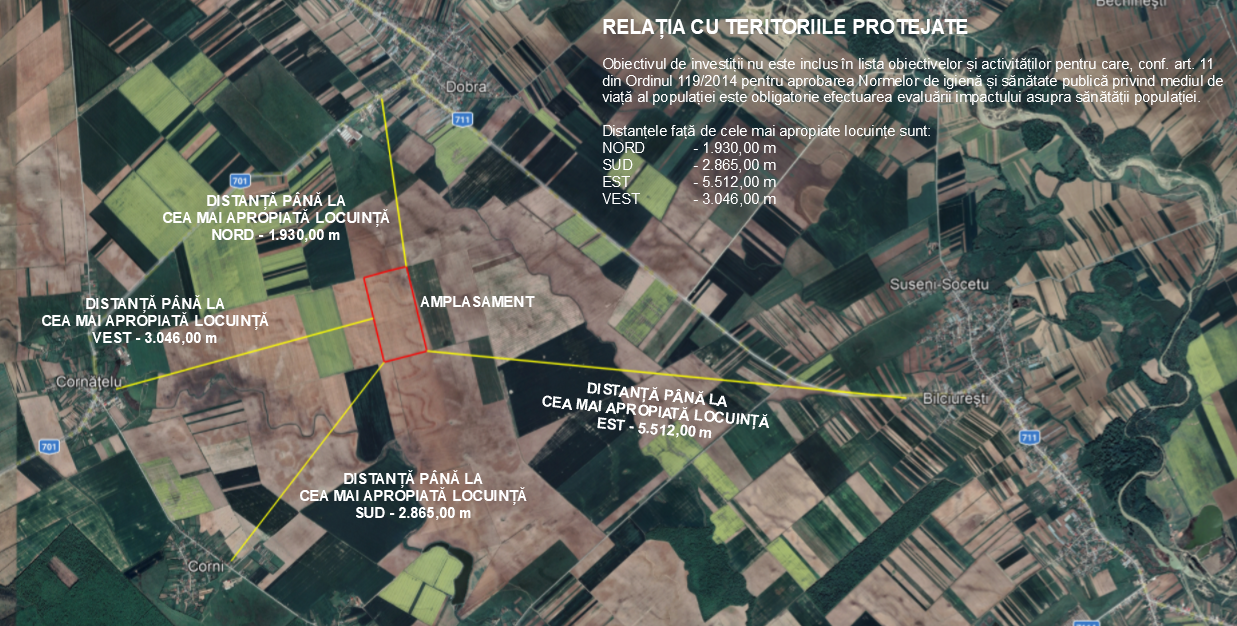 Bechinești
RELAȚIA CU TERITORIILE PROTEJATE
Obiectivul de investitii nu este inclus în lista obiectivelor și activităților pentru care, conf. art. 11
din Ordinul 119/2014 pentru aprobarea Normelor de igienă și sănătate publică privind mediul de
viață al populației este obligatorie efectuarea evaluării impactului asupra sănătății populației.
Distanțele față de cele mai apropiate locuințe sunt:
NORD - 1.930,00 m
SUD - 2.865,00 m
EST - 5.512,00 m
VEST - 3.046,00 m
Dobra
711
701
DISTANȚĂ PÂNĂ LA
CEA MAI APROPIATĂ LOCUINȚĂ
NORD - 1.930,00 m
AMPLASAMENT
Suseni-Socetu
DISTANȚĂ PÂNĂ LA
CEA MAI APROPIATĂ LOCUINȚĂ
VEST - 3.046,00 m
Cornățelu
DISTANȚĂ PÂNĂ LA
CEA MAI APROPIATĂ LOCUINȚĂ
EST - 5.512,00 m
Bilciurești
711
701
DISTANȚĂ PÂNĂ LA
CEA MAI APROPIATĂ LOCUINȚĂ
SUD - 2.865,00 m
Corni